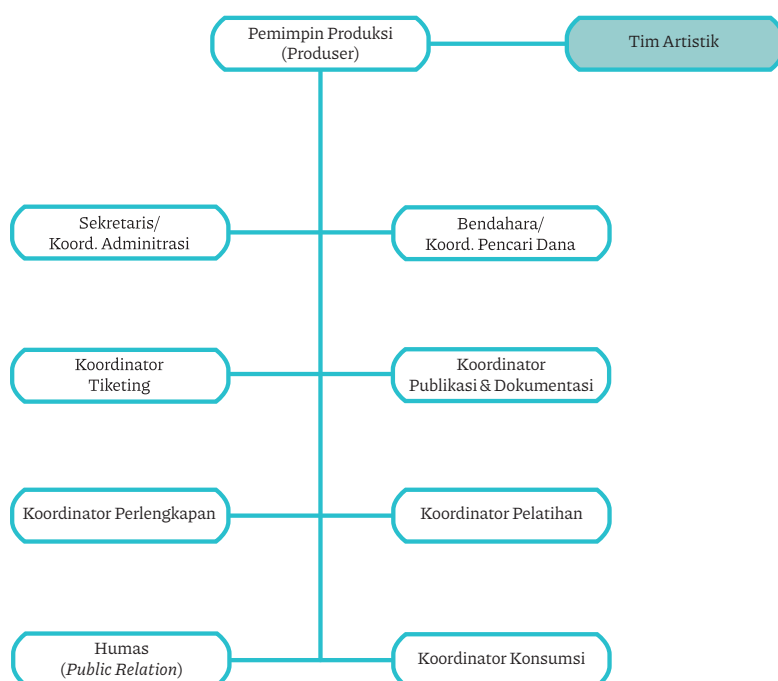 Pemimpin Produksi
(Produser)
Tim Artistik
Sekretaris/
Koord. Adminitrasi
Bendahara/
Koord. Pencari Dana
Koordinator
Tiketing
Koordinator
Publikasi & Dokumentasi
Koordinator Perlengkapan
Koordinator Pelatihan
Humas
(Public Relation)
Koordinator Konsumsi